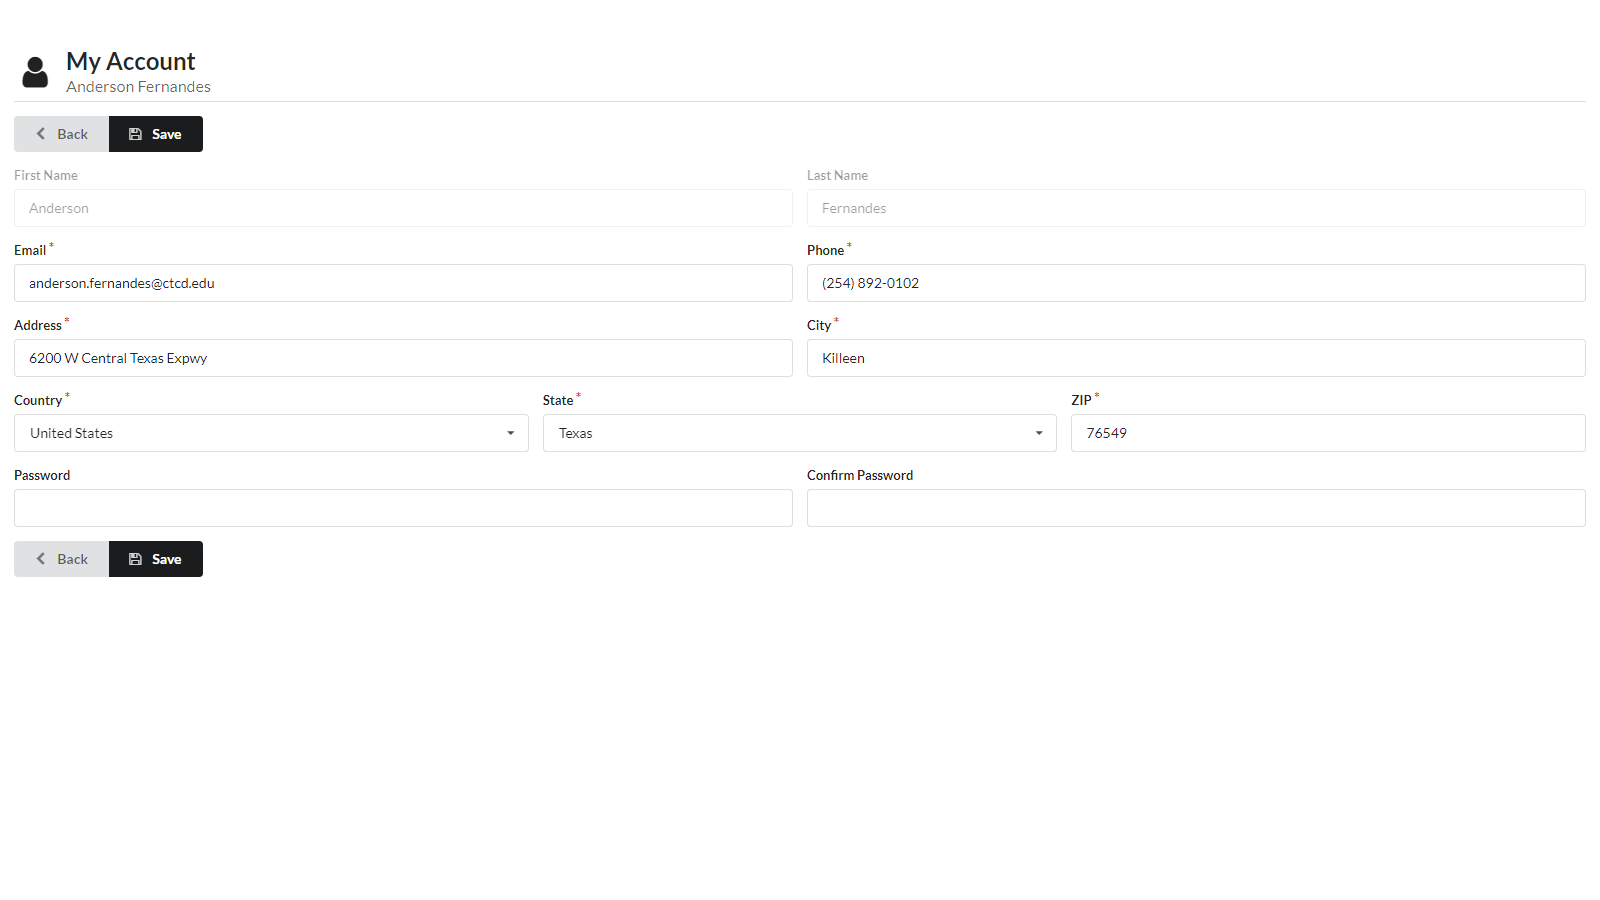 My Account
Anderson Fernandes
Back Save
First Name Last Name
Anderson Fernandes
Email * Phone *
anderson.fernandes@ctcd.edu (254) 892-0102
Address * City *
6200 W Central Texas Expwy Killeen
Country * State * ZIP *
United States Texas 76549
Password Confirm Password
Back Save